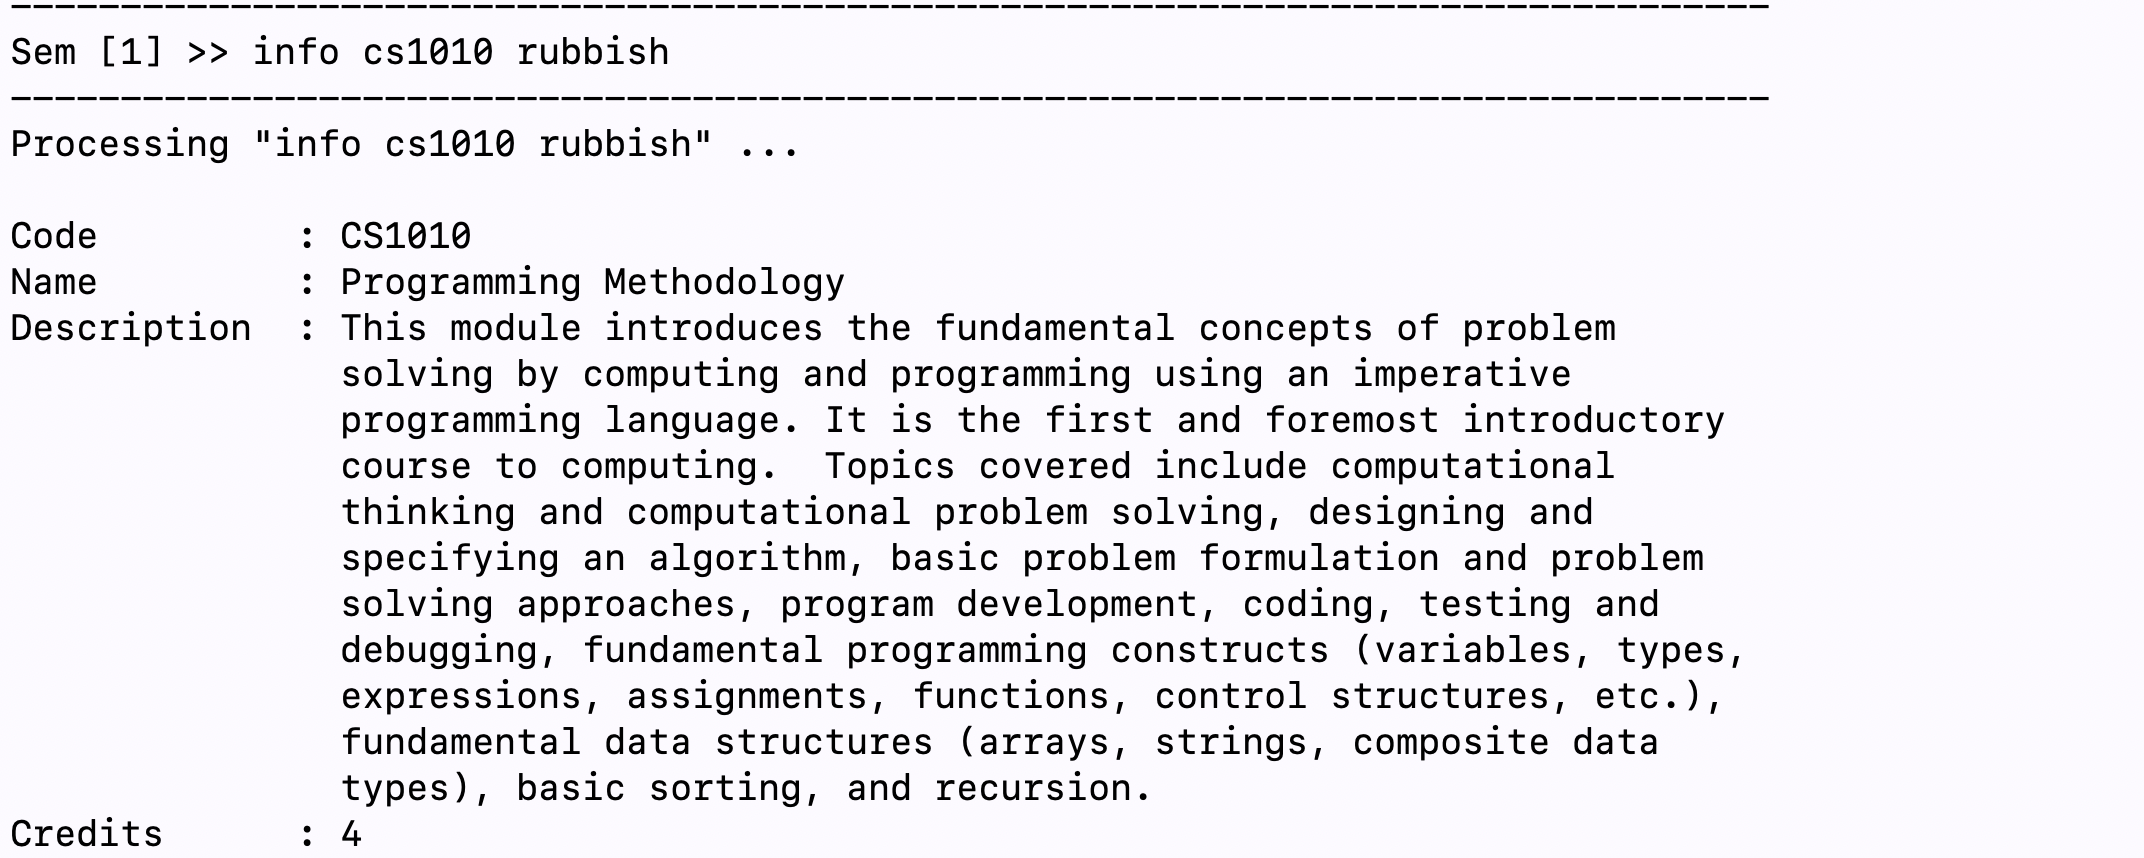 --------------------------------------------------------------------------------
Sem [1] >> info cs1010 rubbish
--------------------------------------------------------------------------------
Processing "info cs1010 rubbish" ...
Code         : CS1010
Name         : Programming Methodology
Description  : This module introduces the fundamental concepts of problem
solving by computing and programming using an imperative
programming language. It is the first and foremost introductory
course to computing.  Topics covered include computational
thinking and computational problem solving, designing and
specifying an algorithm, basic problem formulation and problem
solving approaches, program development, coding, testing and
debugging, fundamental programming constructs (variables, types,
expressions, assignments, functions, control structures, etc.),
fundamental data structures (arrays, strings, composite data
types), basic sorting, and recursion.
Credits      : 4